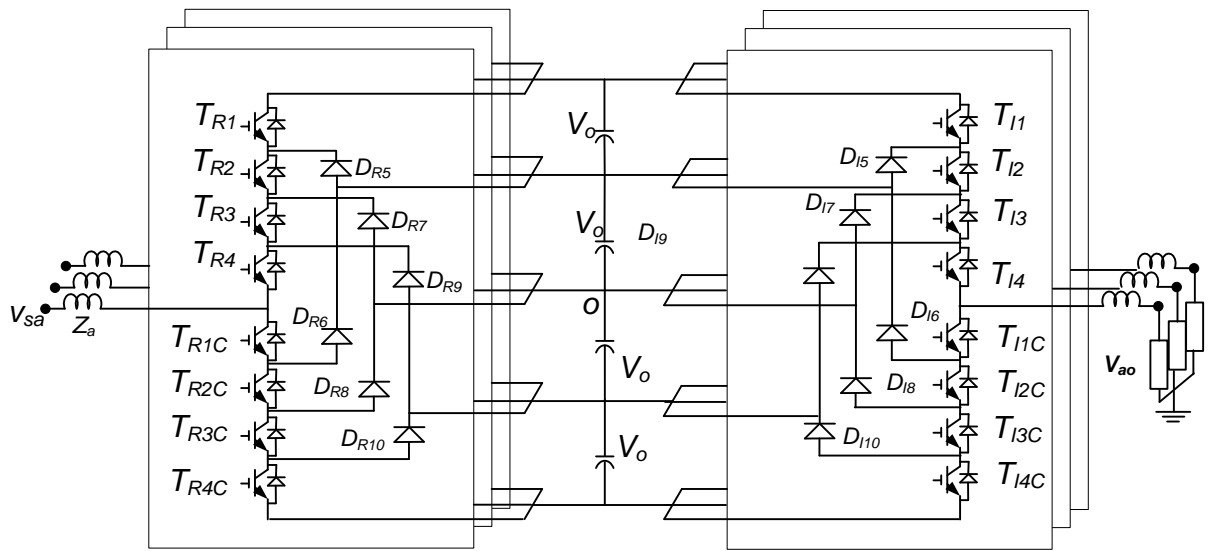 T_R1
T_R2
T_R3
T_R4
T_R1C
T_R2C
T_R3C
T_R4C
D_R5
D_R7
D_R9
D_R6
D_R8
D_R10
V_sa
Z_a
V_o
V_o
o
V_o
V_o
D_I9
D_I5
D_I7
D_I6
D_I8
D_I10
T_I1
T_I2
T_I3
T_I4
T_I1C
T_I2C
T_I3C
T_I4C
V_ao